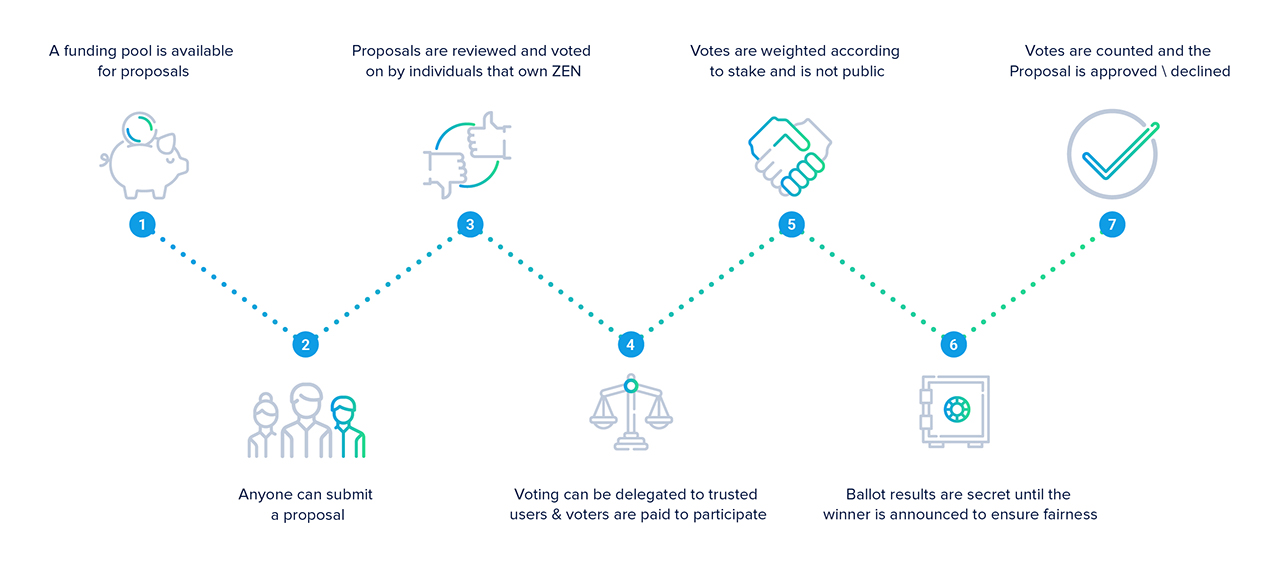 A funding pool is available
for proposals
1
Anyone can submit
a proposal
2
Proposals are reviewed and voted
on by individuals that own ZEN
3
Voting can be delegated to trusted
users & voters are paid to participate
4
Votes are weighted according
to stake and is not public
5
Ballot results are secret until the
winner is announced to ensure fairness
6
Votes are counted and the
Proposal is approved \ declined
7